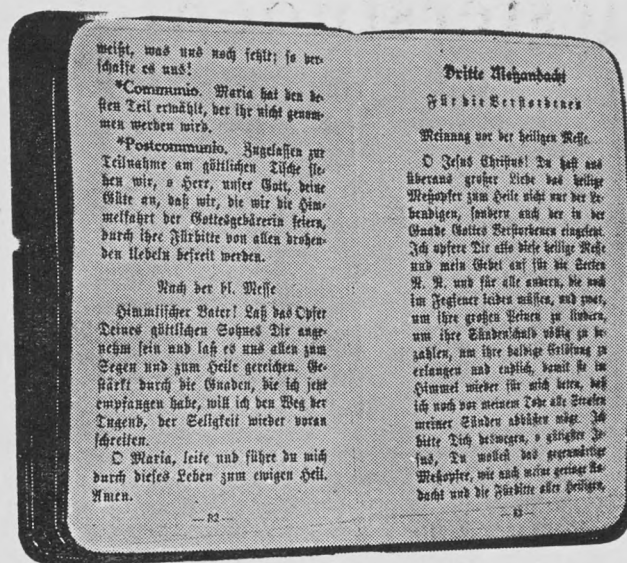 weißt, was uns noch fehlt; so ver-
schaffe es uns!
*Communio. Maria hat den be-
sten Teil erwählt, der ihr nicht genom-
men werden wird.
*Postcommunio. Zugelassen zur
Teilnahme am göttlichen Tische fle-
hen wir, o Herr, unser Gott, deine
Güte an, daß wir, die wir die Him-
melfahrt der Gottesgebärerin feiern,
durch ihre Fürbitte von allen drohen-
den Uebeln befreit werden.
Nach der hl. Messe
Himmlischer Vater! Laß das Opfer
Deines göttlichen Sohnes Dir ange-
nehm sein und laß es uns allen zum
Segen und zum Heile gereichen. Ge-
stärkt durch die Gnaden, die ich jetzt
empfangen habe, will ich den Weg der
Tugend, der Seligkeit wieder voran
schreiten.
O Maria, leite und führe du mich
durch dieses Leben zum ewigen Heil.
Amen.
— 82 —
Dritte Meßandacht
Für die Verstorbenen
Meinung vor der heiligen Messe.
O Jesus Christus! Du hast aus
überaus großer Liebe das heilige
Meßopfer zum Heile nicht nur der Le-
bendigen, sondern auch der in der
Gnade Gottes Verstorbenen eingesetzt.
Ich opfere Dir also diese heilige Messe
und mein Gebet auf für die Seelen
N. N. und für alle andern, die noch
im Fegfeuer leiden müssen, und zwar,
um ihre großen Peinen zu lindern,
um ihre Sündenschuld völlig zu be-
zahlen, um ihre baldige Erlösung zu
erlangen und endlich, damit sie im
Himmel wieder für mich beten, daß
ich noch vor meinem Tode alle Strafen
meiner Sünden abbüßen möge. Ich
bitte Dich deswegen, o gütigster Je-
sus, Du wollest das gegenwärtige
Meßopfer, wie auch meine geringe An-
dacht und die Fürbitte aller Heiligen,
— 83 —